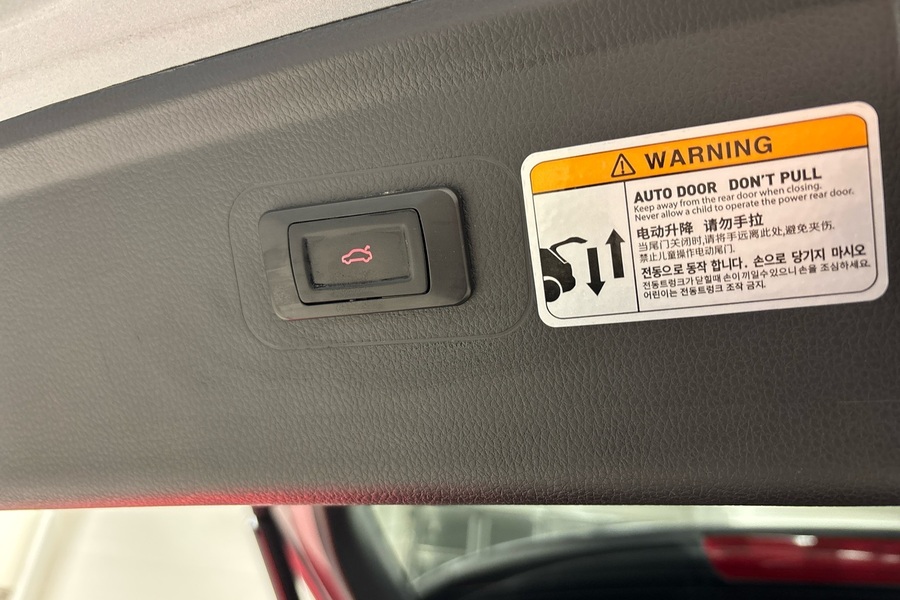 WARNING
AUTO DOOR DON'T PULL
Keep away from the rear door when closing.
Never allow a child to operate the power rear door.
电动升降 请勿手拉
当尾门关闭时,请将手远离此处,避免夹伤.
禁止儿童操作电动尾门.
전동으로 동작 합니다. 손으로 당기지 마시오
전동트렁크가 닫힐때 손이 끼일수 있으니 손을 조심하세요.
어린이는 전동트렁크 조작 금지.